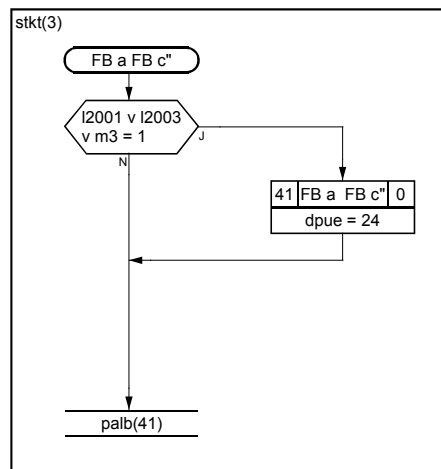 stkt(3)
FB a FB c"
l2001 v l2003
v m3 = 1
J
N
41 FB a FB c" 0
dpue = 24
palb(41)